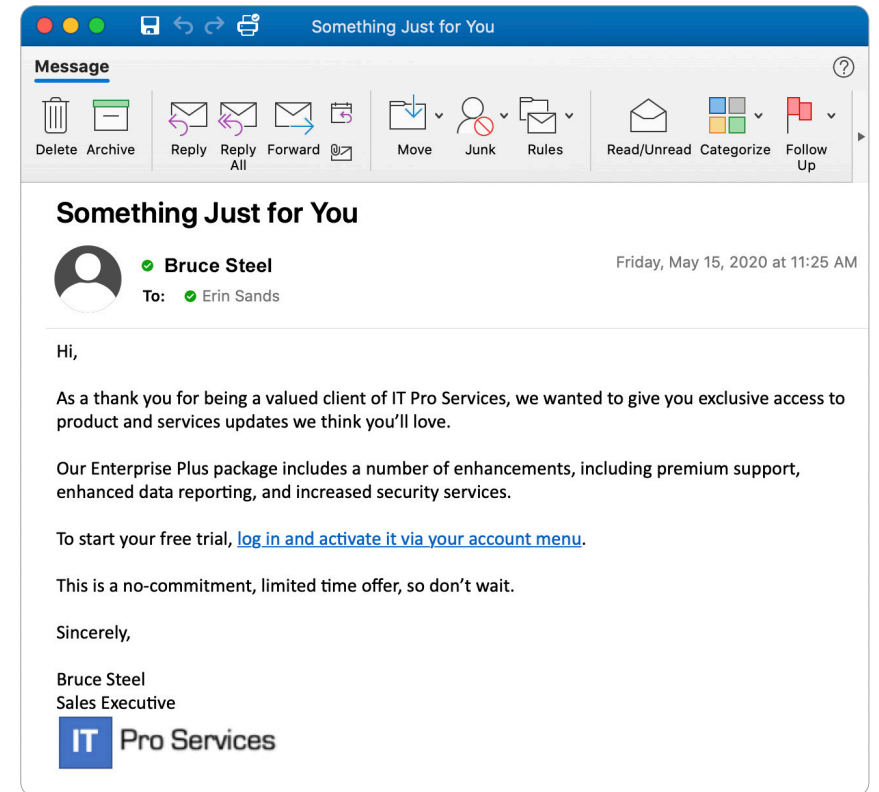 Something Just for You
Message
?
Delete Archive Reply Reply All Forward Move Junk Rules Read/Unread Categorize Follow Up
Something Just for You
Bruce Steel
Friday, May 15, 2020 at 11:25 AM
To: Erin Sands
Hi,
As a thank you for being a valued client of IT Pro Services, we wanted to give you exclusive access to
product and services updates we think you’ll love.
Our Enterprise Plus package includes a number of enhancements, including premium support,
enhanced data reporting, and increased security services.
To start your free trial, log in and activate it via your account menu.
This is a no-commitment, limited time offer, so don’t wait.
Sincerely,
Bruce Steel
Sales Executive
IT Pro Services